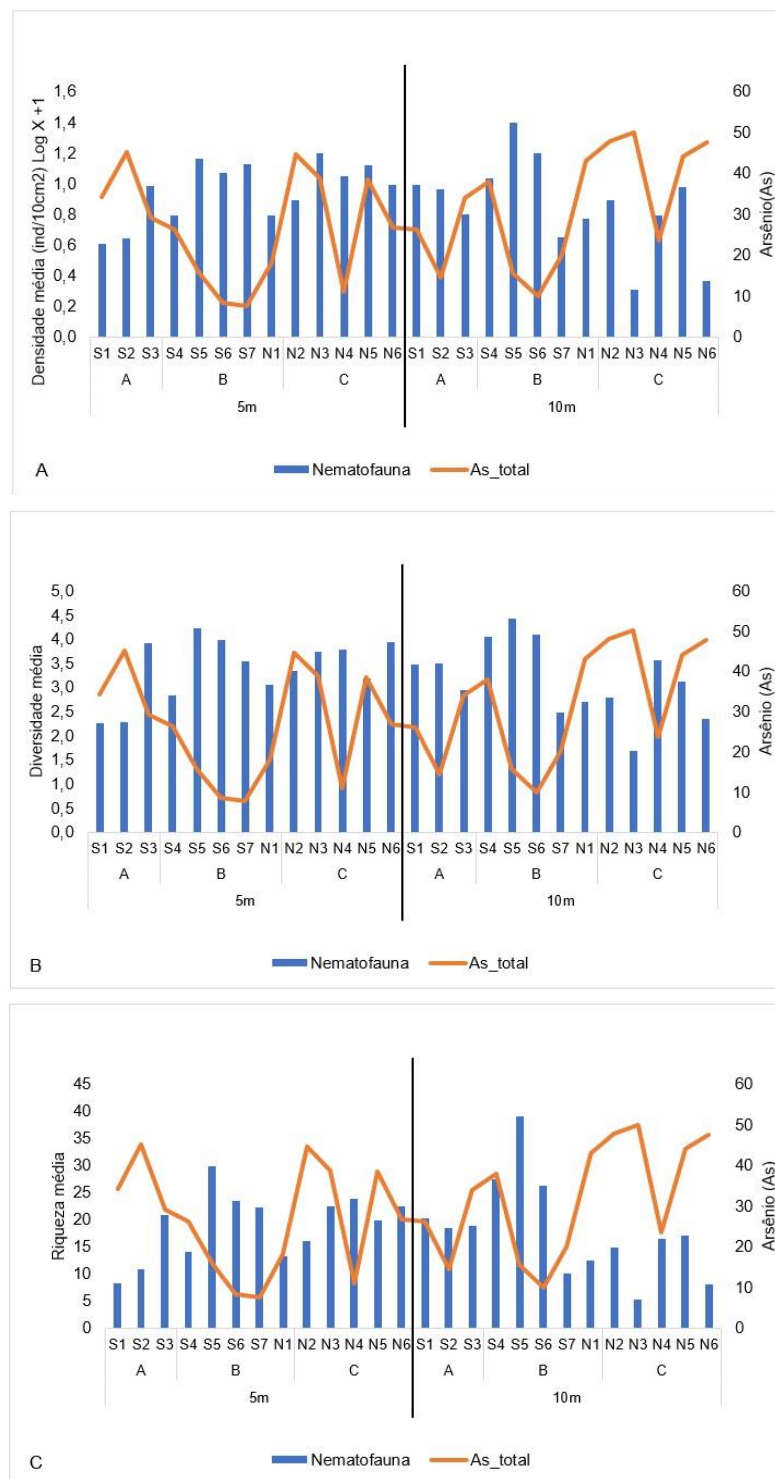 Densidade média (ind/10cm2) Log X +1
1,6
1,4
1,2
1,0
0,8
0,6
0,4
0,2
0,0
60
50
40
30
20
10
0
Arsênio(As)
S1 S2 S3 S4 S5 S6 S7 N1 N2 N3 N4 N5 N6 S1 S2 S3 S4 S5 S6 S7 N1 N2 N3 N4 N5 N6
A B C A B C
5m 10m
A
Nematofauna As_total
Diversidade média
5,0
4,5
4,0
3,5
3,0
2,5
2,0
1,5
1,0
0,5
0,0
60
50
40
30
20
10
0
Arsênio (As)
S1 S2 S3 S4 S5 S6 S7 N1 N2 N3 N4 N5 N6 S1 S2 S3 S4 S5 S6 S7 N1 N2 N3 N4 N5 N6
A B C A B C
5m 10m
B
Nematofauna As_total
Riqueza média
45
40
35
30
25
20
15
10
5
0
60
50
40
30
20
10
0
Arsênio (As)
S1 S2 S3 S4 S5 S6 S7 N1 N2 N3 N4 N5 N6 S1 S2 S3 S4 S5 S6 S7 N1 N2 N3 N4 N5 N6
A B C A B C
5m 10m
C
Nematofauna As_total